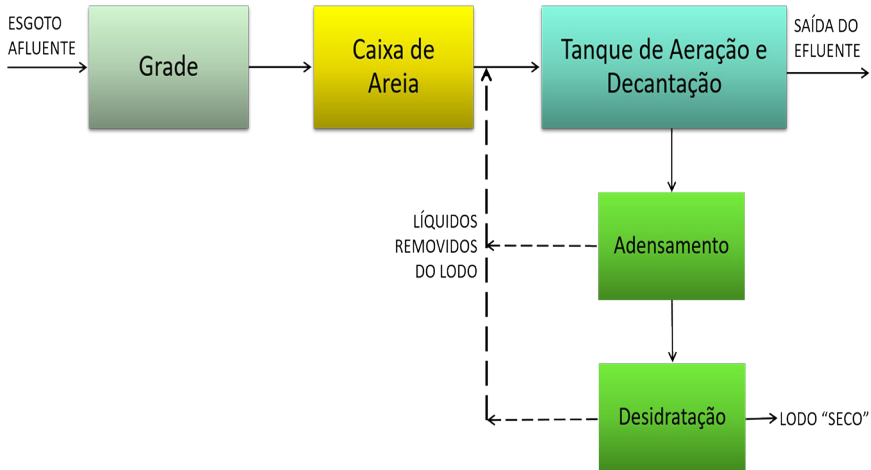 ESGOTO
AFLUENTE
Grade
Caixa de
Areia
Tanque de Aeração e
Decantação
SAÍDA DO
EFLUENTE
LÍQUIDOS
REMOVIDOS
DO LODO
Adensamento
Desidratação
LODO “SECO”